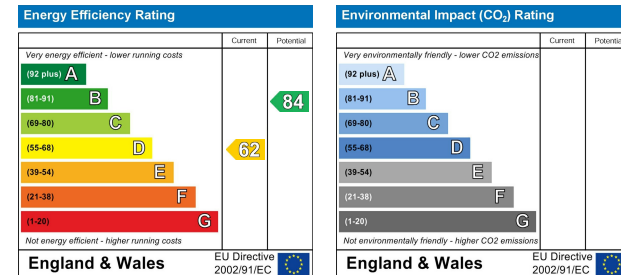 Energy Efficiency Rating
Current Potential
Very energy efficient - lower running costs
(92 plus) A
(81-91) B
84
(69-80) C
(55-68) D
62
(39-54) E
(21-38) F
(1-20) G
Not energy efficient - higher running costs
England & Wales
EU Directive
2002/91/EC
Environmental Impact (CO₂) Rating
Current Potentia
Very environmentally friendly - lower CO2 emissions
(92 plus) A
(81-91) B
(69-80) C
(55-68) D
(39-54) E
(21-38) F
(1-20) G
Not environmentally friendly - higher CO2 emissions
England & Wales
EU Directive
2002/91/EC